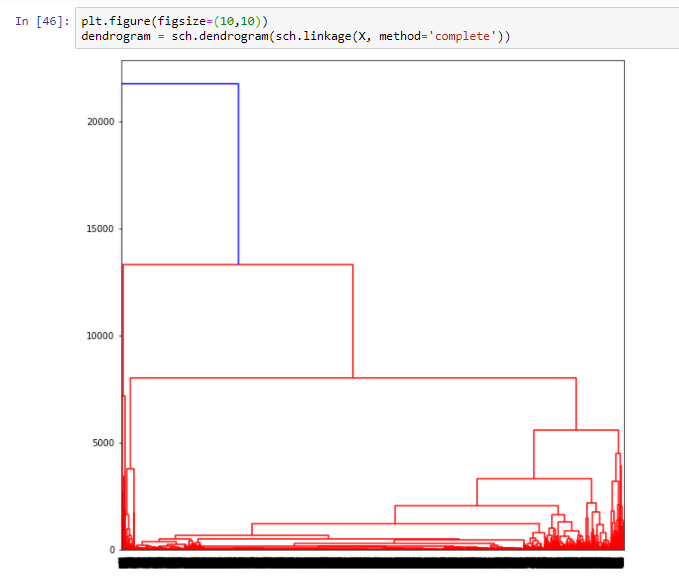 In [46]: plt.figure(figsize=(10,10))
dendrogram = sch.dendrogram(sch.linkage(X, method='complete'))
20000
15000
10000
5000
0